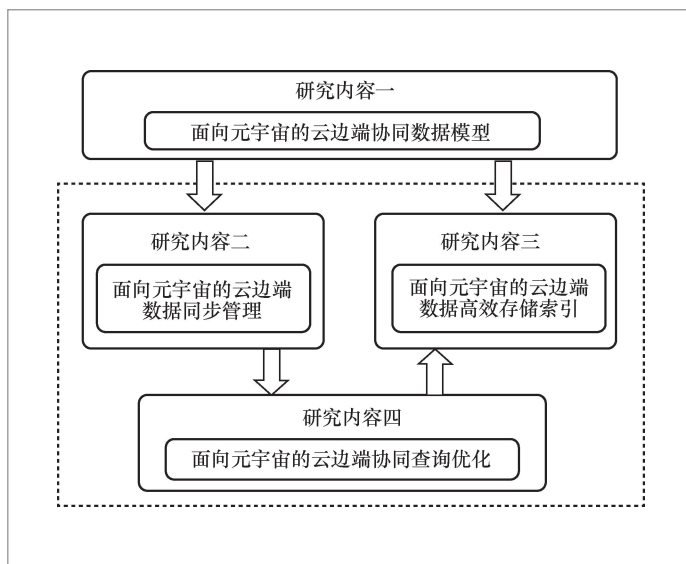 研究内容一
面向元宇宙的云边端协同数据模型
研究内容二
面向元宇宙的云边端
数据同步管理
研究内容三
面向元宇宙的云边端
数据高效存储索引
研究内容四
面向元宇宙的云边端协同查询优化